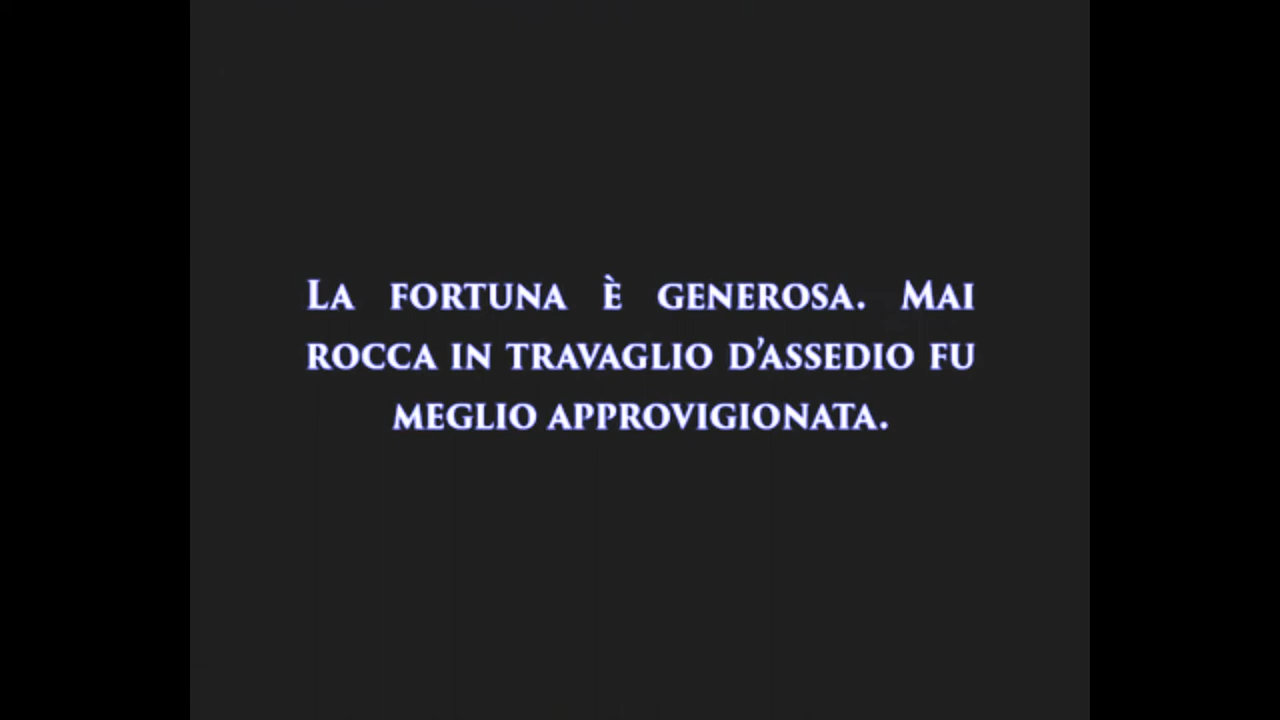 La fortuna è generosa. Mai
rocca in travaglio d’assedio fu
meglio approvigionata.